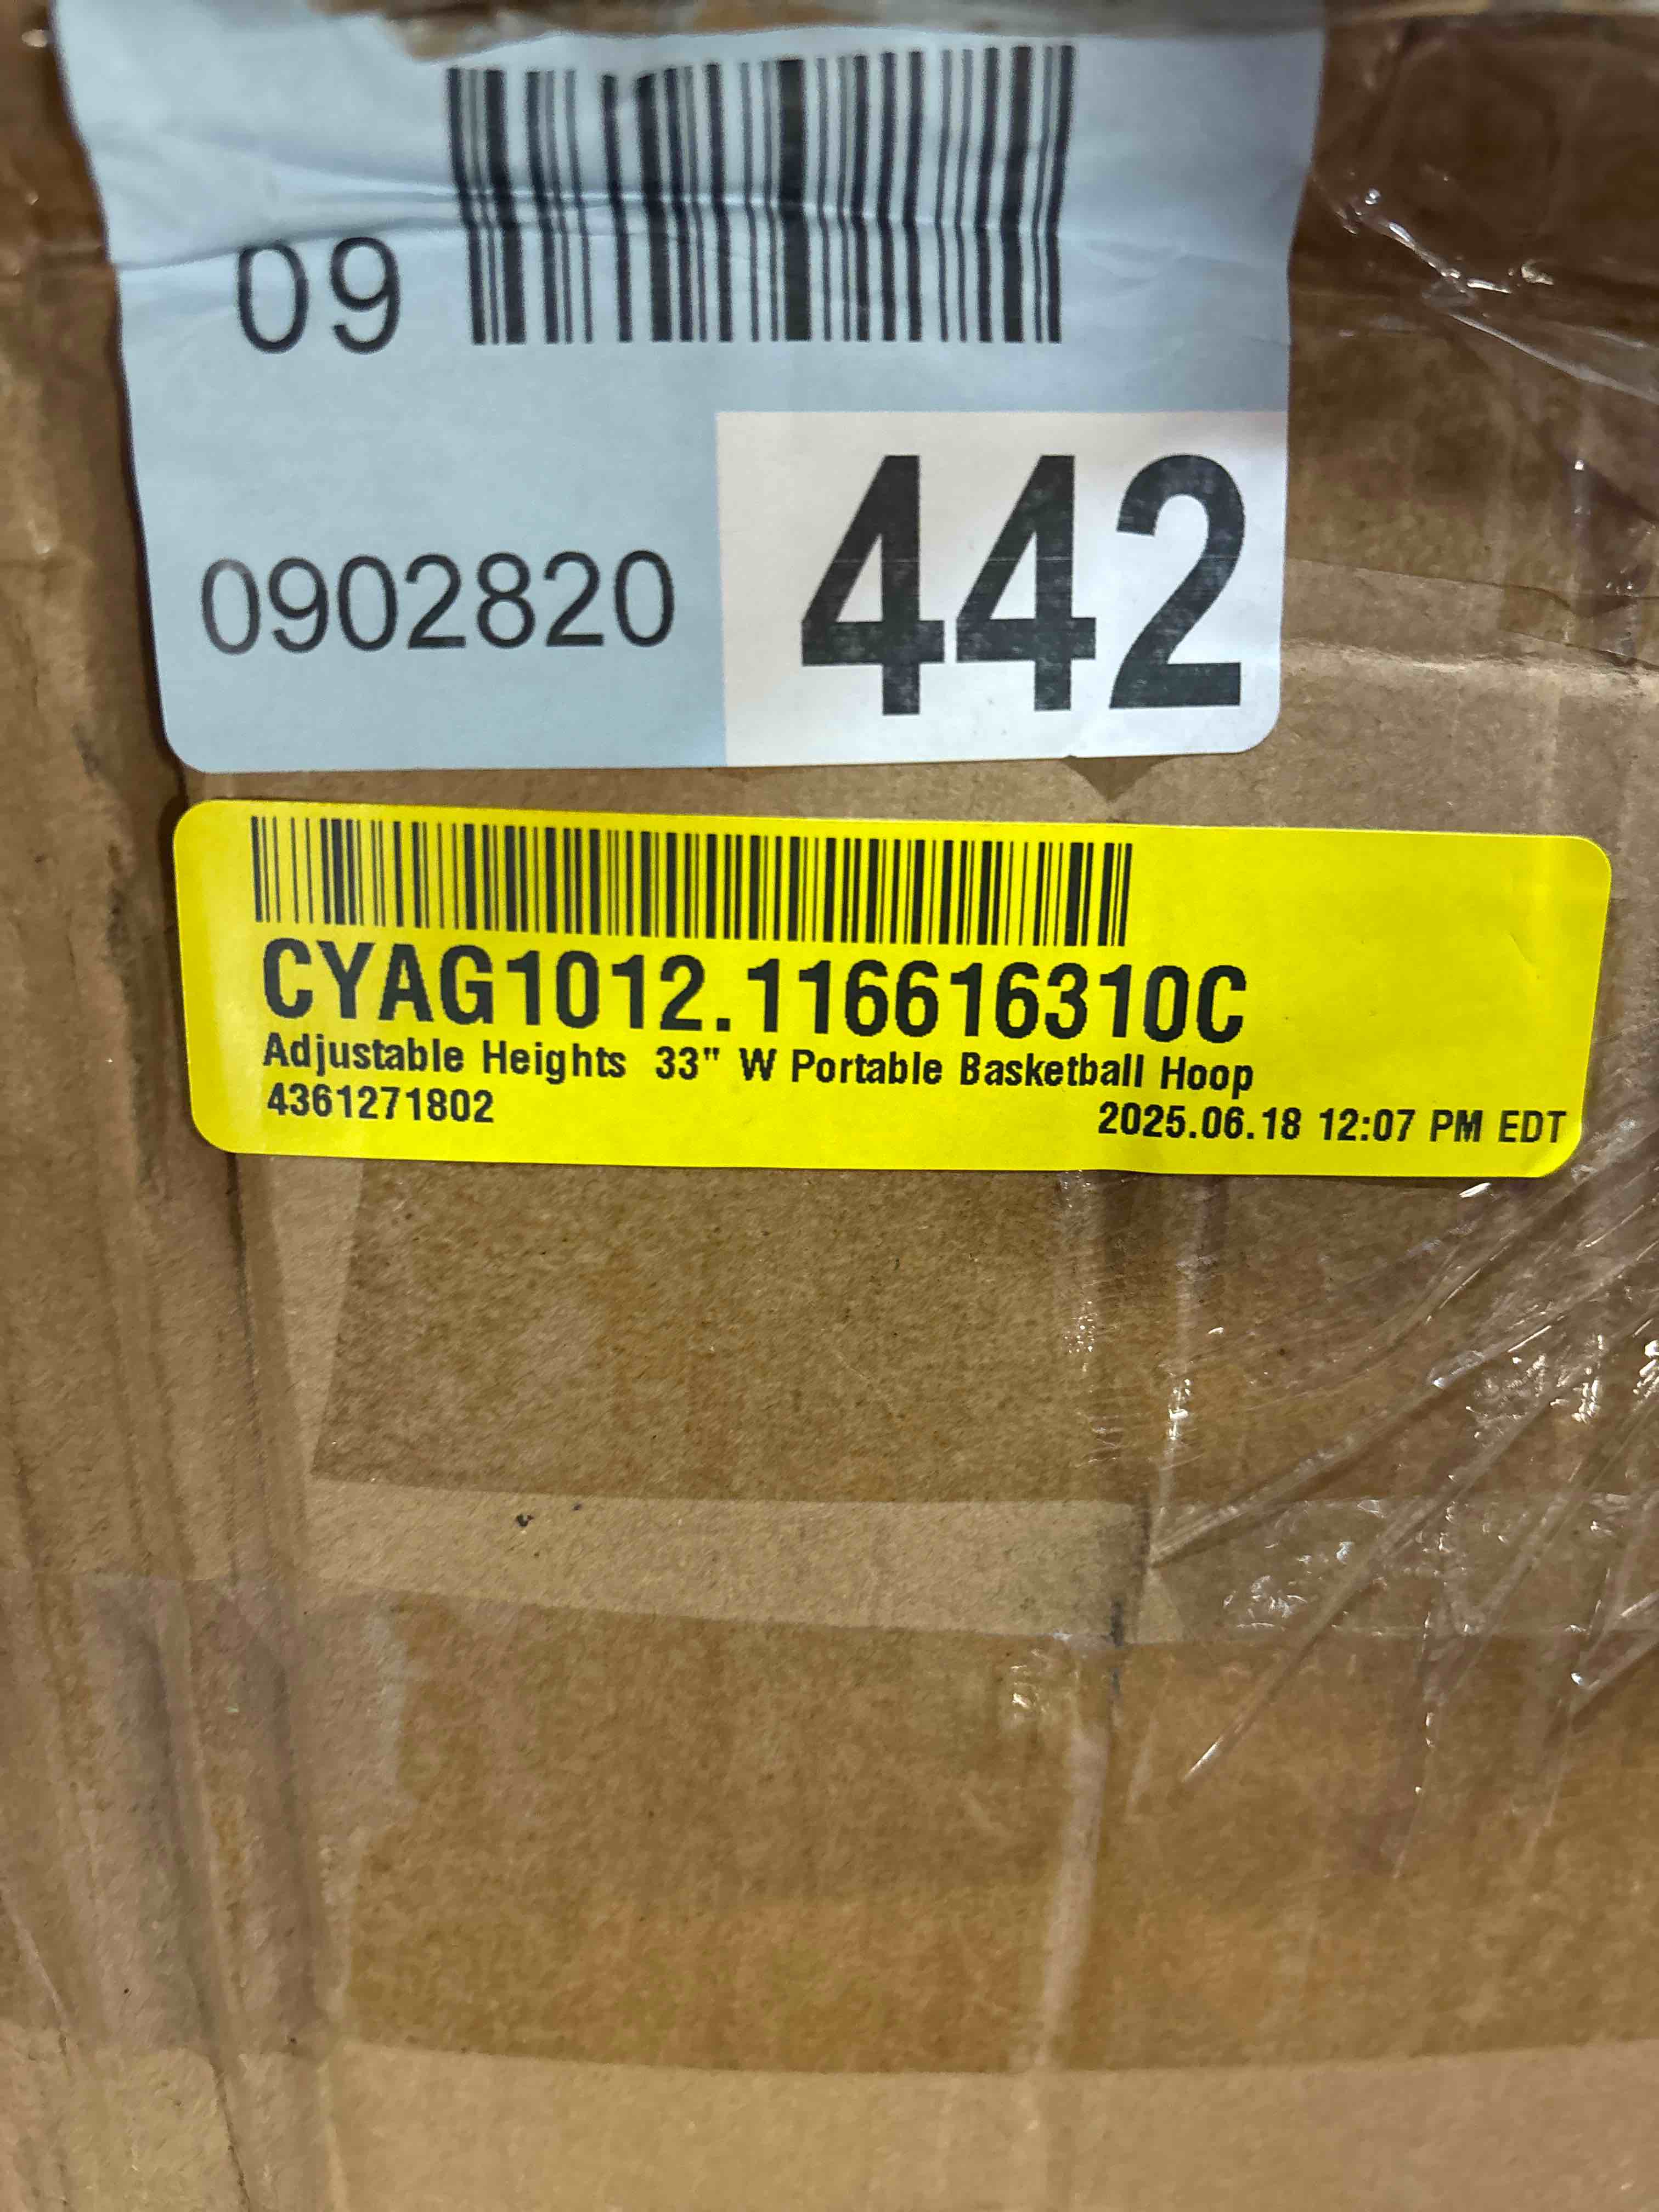 09
0902820
442
CYAG1012.116616310C
Adjustable Heights 33" W Portable Basketball Hoop
4361271802
2025.06.18 12:07 PM EDT